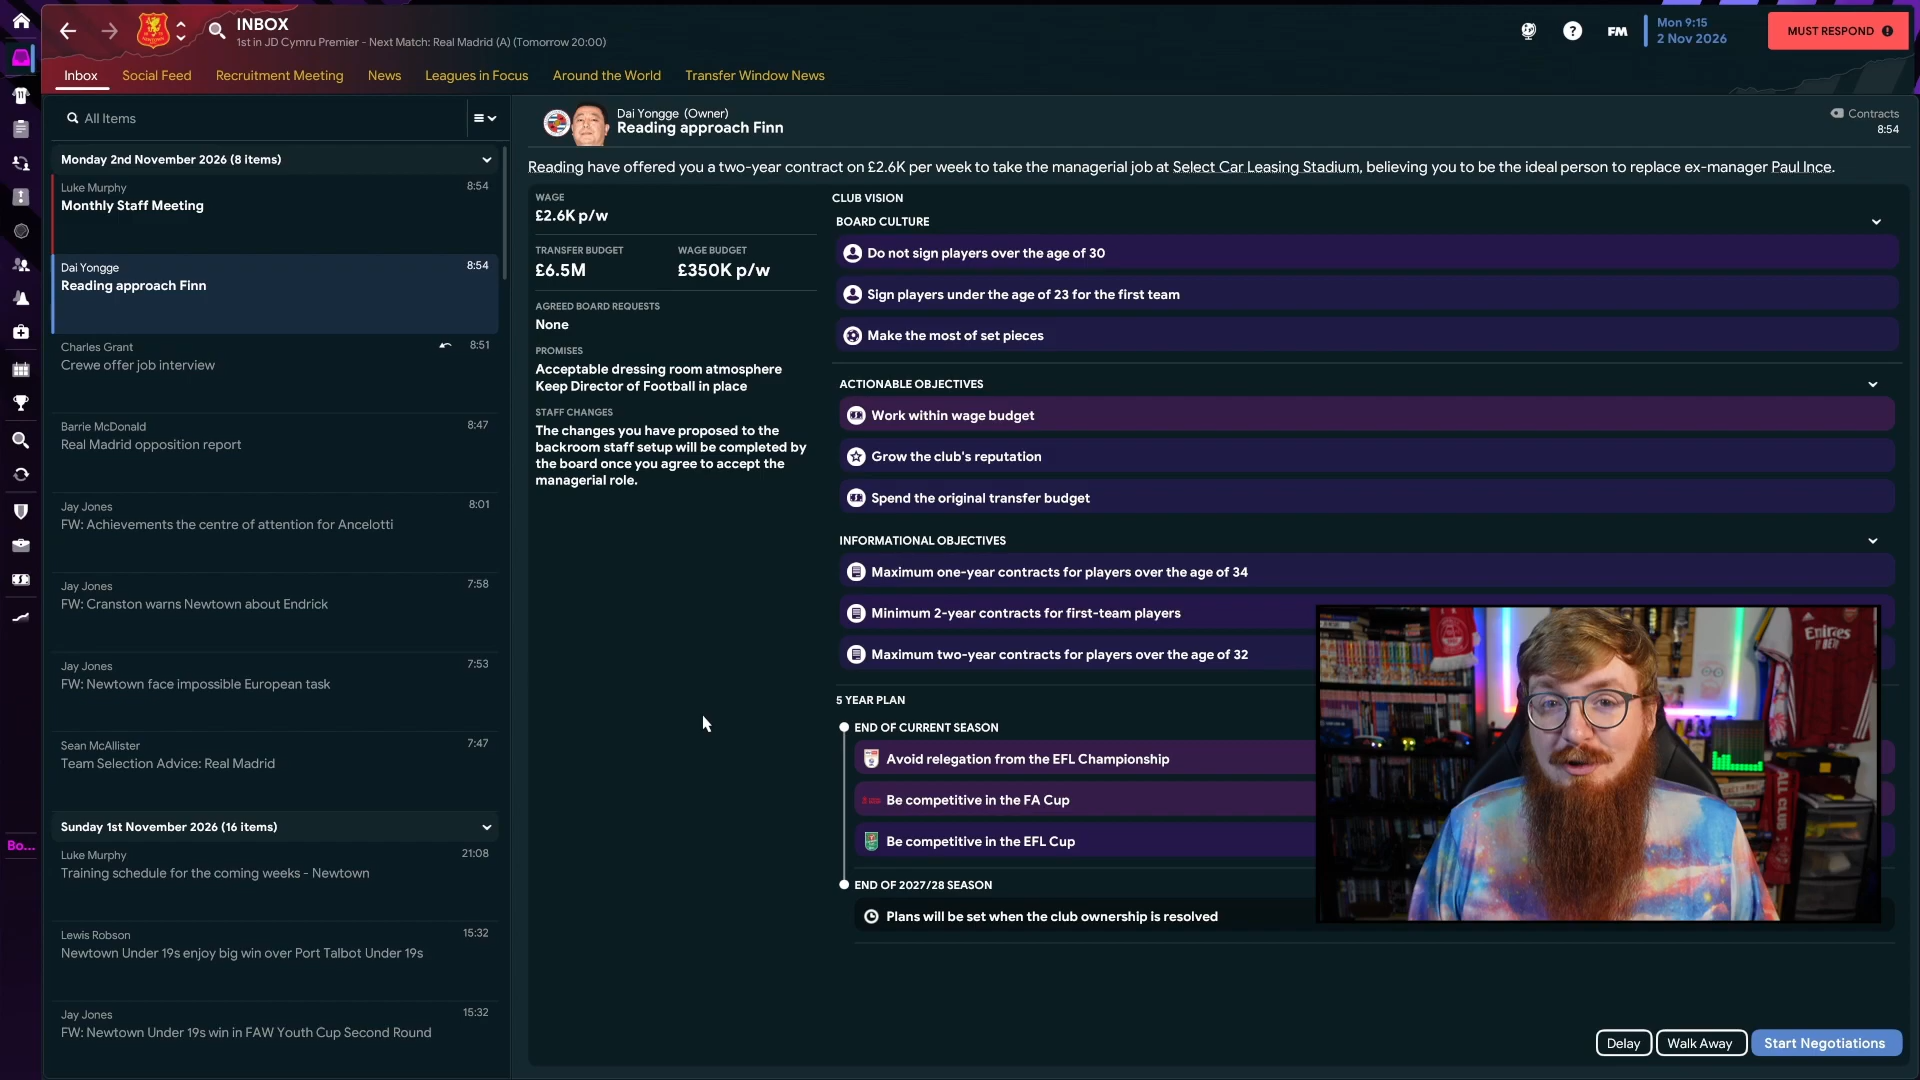 INBOX
1st in JD Cymru Premier - Next Match: Real Madrid (A) (Tomorrow 20:00)
FM
Mon 9:15
2 Nov 2026
MUST RESPOND
Inbox
Social Feed
Recruitment Meeting
News
Leagues in Focus
Around the World
Transfer Window News
All Items
Monday 2nd November 2026 (8 items)
Luke Murphy
8:54
Monthly Staff Meeting
Dai Yongge
8:54
Reading approach Finn
Charles Grant
8:51
Crewe offer job interview
Barrie McDonald
8:47
Real Madrid opposition report
Jay Jones
8:01
FW: Achievements the centre of attention for Ancelotti
Jay Jones
7:58
FW: Cranston warns Newtown about Endrick
Jay Jones
7:53
FW: Newtown face impossible European task
Sean McAllister
7:47
Team Selection Advice: Real Madrid
Sunday 1st November 2026 (16 items)
Luke Murphy
21:08
Training schedule for the coming weeks - Newtown
Lewis Robson
15:32
Newtown Under 19s enjoy big win over Port Talbot Under 19s
Jay Jones
15:32
FW: Newtown Under 19s win in FAW Youth Cup Second Round
Bo...
Dai Yongge (Owner)
Reading approach Finn
Contracts
8:54
Reading have offered you a two-year contract on £2.6K per week to take the managerial job at Select Car Leasing Stadium, believing you to be the ideal person to replace ex-manager Paul Ince.
WAGE
£2.6K p/w
TRANSFER BUDGET
£6.5M
WAGE BUDGET
£350K p/w
AGREED BOARD REQUESTS
None
PROMISES
Acceptable dressing room atmosphere
Keep Director of Football in place
STAFF CHANGES
The changes you have proposed to the
backroom staff setup will be completed by
the board once you agree to accept the
managerial role.
CLUB VISION
BOARD CULTURE
Do not sign players over the age of 30
Sign players under the age of 23 for the first team
Make the most of set pieces
ACTIONABLE OBJECTIVES
Work within wage budget
Grow the club's reputation
Spend the original transfer budget
INFORMATIONAL OBJECTIVES
Maximum one-year contracts for players over the age of 34
Minimum 2-year contracts for first-team players
Maximum two-year contracts for players over the age of 32
5 YEAR PLAN
END OF CURRENT SEASON
Avoid relegation from the EFL Championship
Be competitive in the FA Cup
Be competitive in the EFL Cup
END OF 2027/28 SEASON
Plans will be set when the club ownership is resolved
Emirates
Delay
Walk Away
Start Negotiations